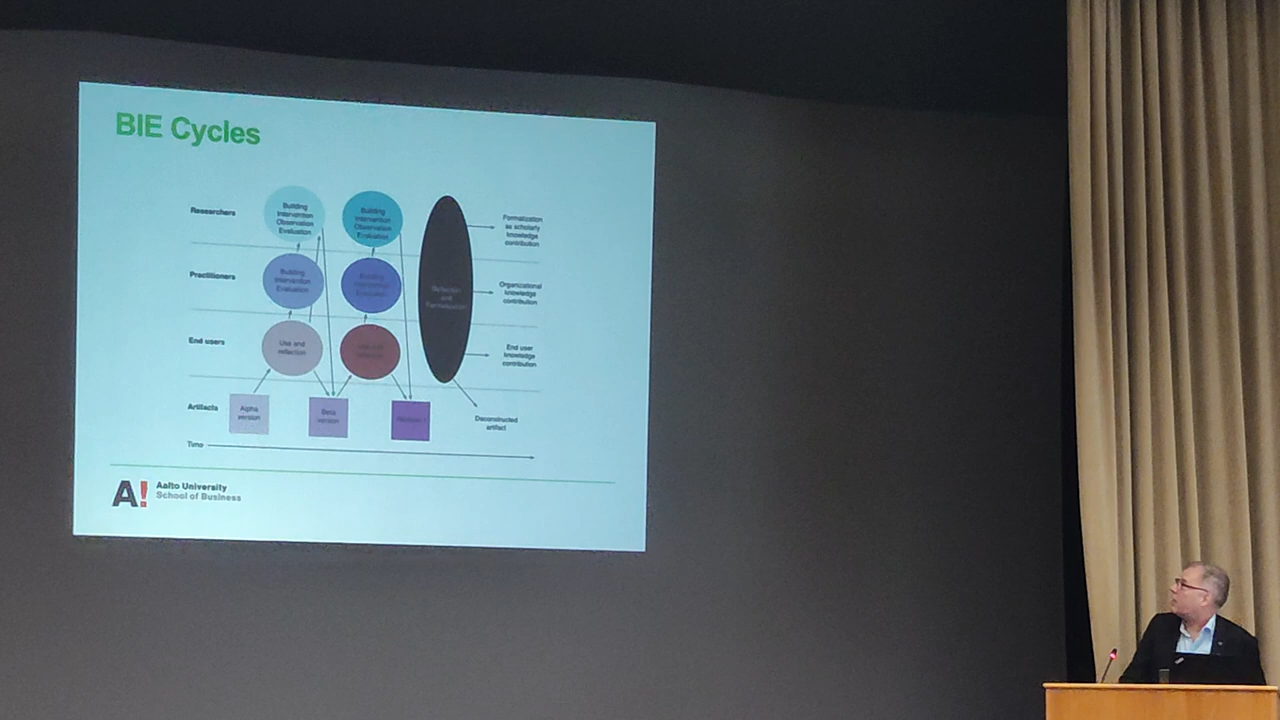 BIE Cycles
Researchers
Building
Intervention
Observation
Evaluation
Building
Intervention
Observation
Evaluation
Formalization
as scholarly
knowledge
contribution
Practitioners
Building
Intervention
Evaluation
Building
Intervention
Evaluation
Reflection
and
Formalization
Organizational
knowledge
contribution
End users
Use and
reflection
Use and
reflection
End user
knowledge
contribution
Artifacts
Alpha
version
Beta
version
Deconstructed
artifact
Time
A!
Aalto University
School of Business